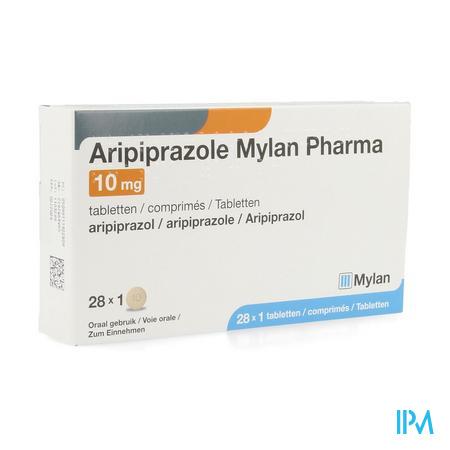 Aripiprazole Mylan Pharma
10 mg
tabletten / comprimés / Tabletten
aripiprazol / aripiprazole / Aripiprazol
28 x 1
10
Mylan
Oraal gebruik / Voie orale /
Zum Einnehmen
28 x 1 tabletten / comprimés / Tabletten
IPM